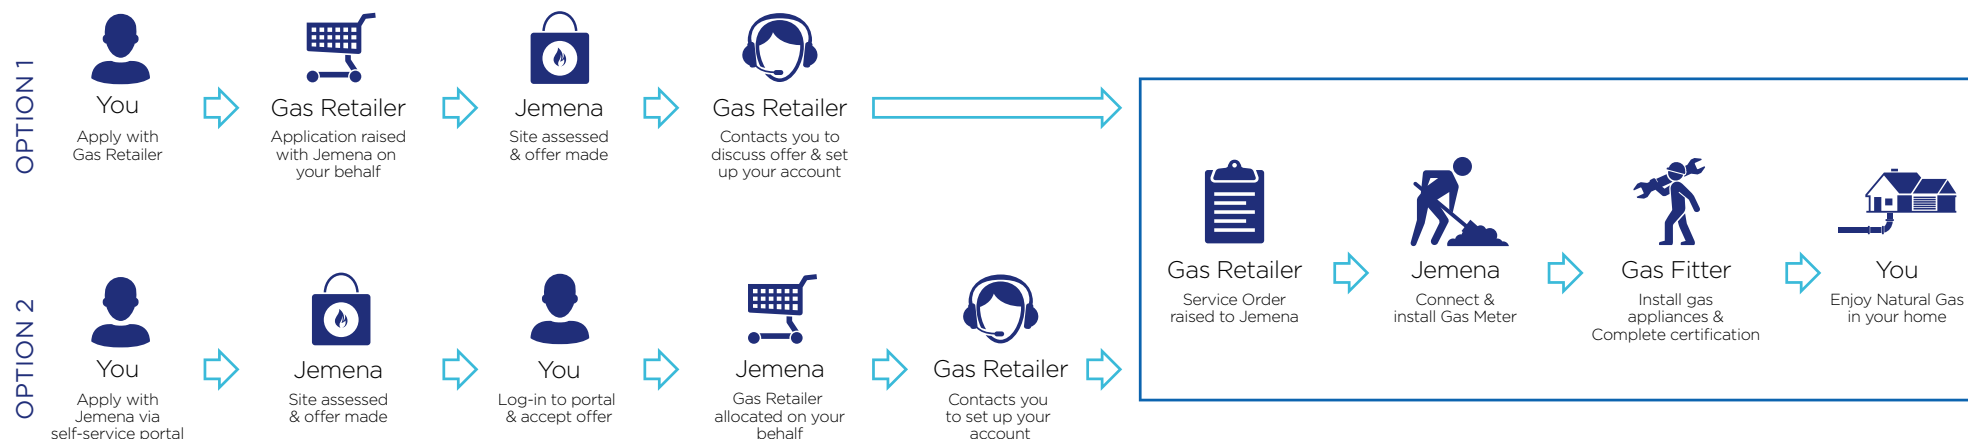 OPTION 1
You
Apply with
Gas Retailer
Gas Retailer
Application raised
with Jemena on
your behalf
Jemena
Site assessed
& offer made
Gas Retailer
Contacts you to
discuss offer & set
up your account
OPTION 2
You
Apply with
Jemena via
self-service portal
Jemena
Site assessed
& offer made
You
Log-in to portal
& accept offer
Jemena
Gas Retailer
allocated on your
behalf
Gas Retailer
Contacts you
to set up your
account
Gas Retailer
Service Order
raised to Jemena
Jemena
Connect &
install Gas Meter
Gas Fitter
Install gas
appliances &
Complete certification
You
Enjoy Natural Gas
in your home